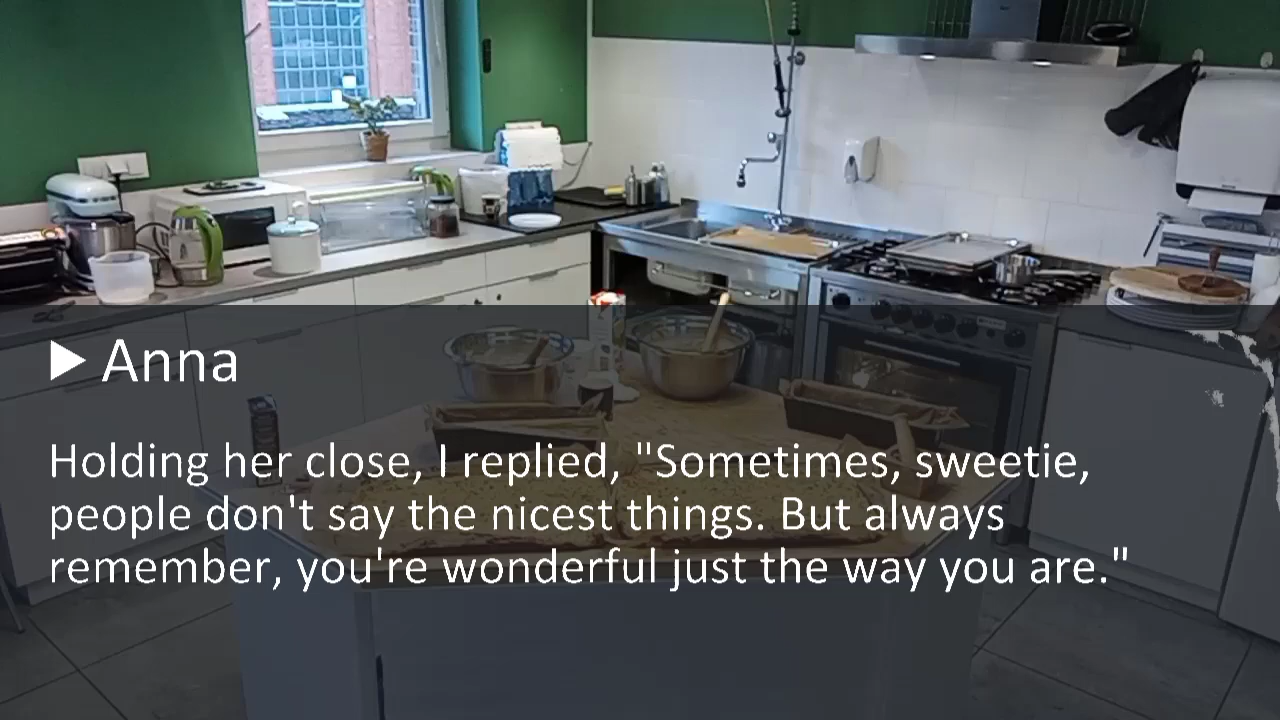 ▶ Anna
Holding her close, I replied, "Sometimes, sweetie,
people don't say the nicest things. But always
remember, you're wonderful just the way you are."